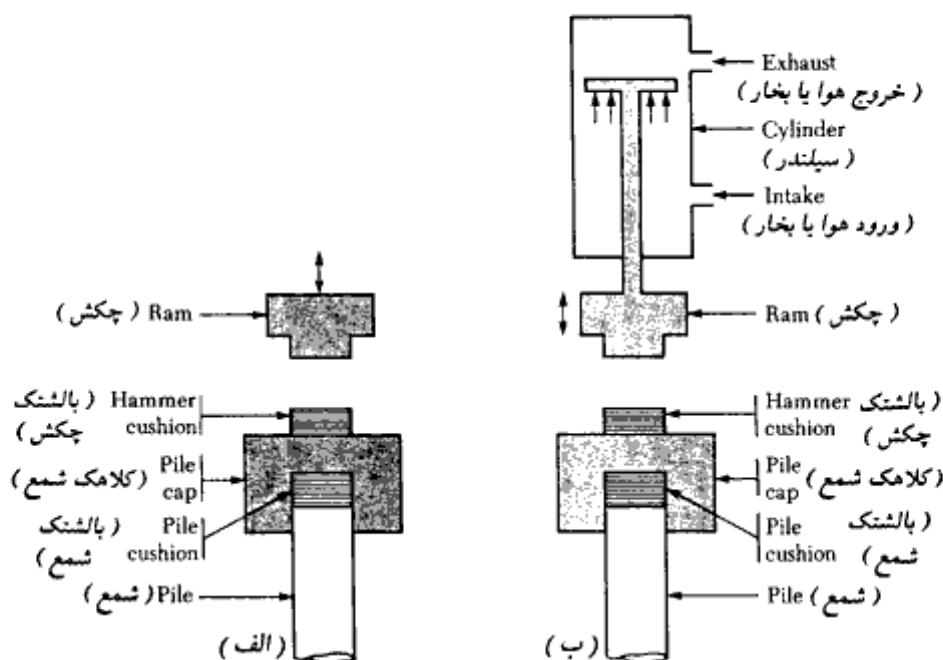 Exhaust
(خروج هوا یا بخار)
Cylinder
(سیلندر)
Intake
(ورود هوا یا بخار)
(چکش) Ram
Ram (چکش)
(بالشتک Hammer
چکش) cushion
(کلاهک شمع) Pile
cap
(بالشتک Pile
شمع) cushion
(شمع) Pile
(الف)
Hammer (بالشتک
cushion چکش)
Pile (کلاهک شمع)
cap
Pile (بالشتک
cushion شمع)
Pile (شمع)
(ب)